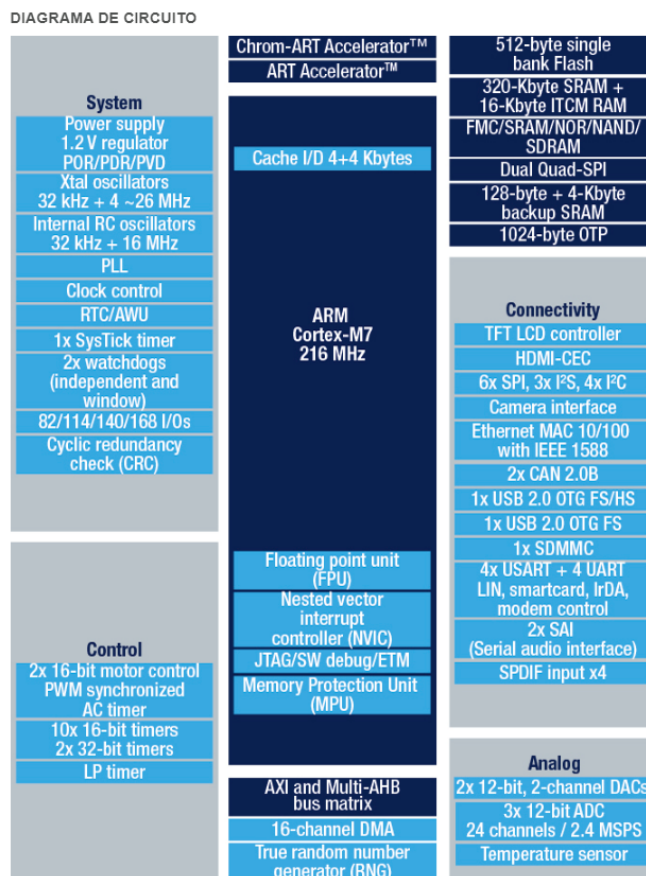 DIAGRAMA DE CIRCUITO
System
Power supply
1.2 V regulator
POR/PDR/PVD
Xtal oscillators
32 kHz + 4 ~26 MHz
Internal RC oscillators
32 kHz + 16 MHz
PLL
Clock control
RTC/AWU
1x SysTick timer
2x watchdogs
(independent and
window)
82/114/140/168 I/Os
Cyclic redundancy
check (CRC)
Control
2x 16-bit motor control
PWM synchronized
AC timer
10x 16-bit timers
2x 32-bit timers
LP timer
Chrom-ART Accelerator™
ART Accelerator™
Cache I/D 4+4 Kbytes
ARM
Cortex-M7
216 MHz
Floating point unit
(FPU)
Nested vector
interrupt
controller (NVIC)
JTAG/SW debug/ETM
Memory Protection Unit
(MPU)
AXI and Multi-AHB
bus matrix
16-channel DMA
True random number
generator (RNG)
512-byte single
bank Flash
320-Kbyte SRAM +
16-Kbyte ITCM RAM
FMC/SRAM/NOR/NAND/
SDRAM
Dual Quad-SPI
128-byte + 4-Kbyte
backup SRAM
1024-byte OTP
Connectivity
TFT LCD controller
HDMI-CEC
6x SPI, 3x I²S, 4x I²C
Camera interface
Ethernet MAC 10/100
with IEEE 1588
2x CAN 2.0B
1x USB 2.0 OTG FS/HS
1x USB 2.0 OTG FS
1x SDMMC
4x USART + 4 UART
LIN, smartcard, IrDA,
modem control
2x SAI
(Serial audio interface)
SPDIF input x4
Analog
2x 12-bit, 2-channel DACs
3x 12-bit ADC
24 channels / 2.4 MSPS
Temperature sensor